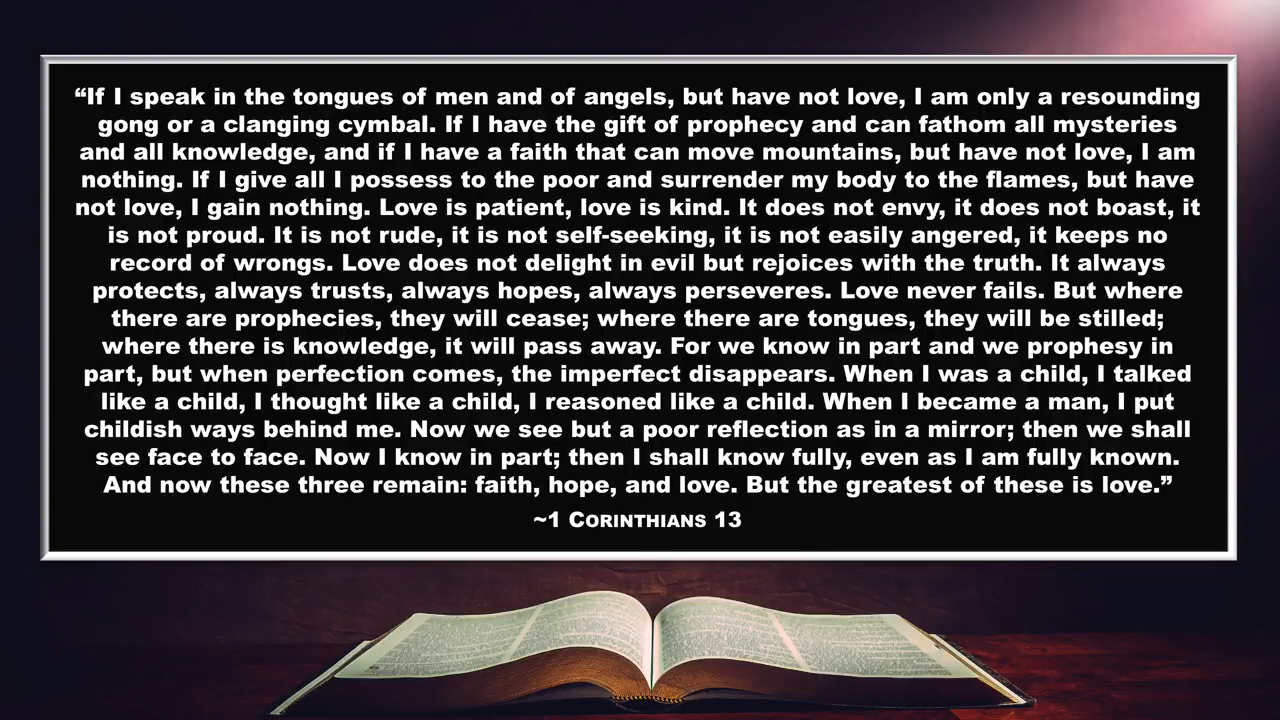 “If I speak in the tongues of men and of angels, but have not love, I am only a resounding
gong or a clanging cymbal. If I have the gift of prophecy and can fathom all mysteries
and all knowledge, and if I have a faith that can move mountains, but have not love, I am
nothing. If I give all I possess to the poor and surrender my body to the flames, but have
not love, I gain nothing. Love is patient, love is kind. It does not envy, it does not boast, it
is not proud. It is not rude, it is not self-seeking, it is not easily angered, it keeps no
record of wrongs. Love does not delight in evil but rejoices with the truth. It always
protects, always trusts, always hopes, always perseveres. Love never fails. But where
there are prophecies, they will cease; where there are tongues, they will be stilled;
where there is knowledge, it will pass away. For we know in part and we prophesy in
part, but when perfection comes, the imperfect disappears. When I was a child, I talked
like a child, I thought like a child, I reasoned like a child. When I became a man, I put
childish ways behind me. Now we see but a poor reflection as in a mirror; then we shall
see face to face. Now I know in part; then I shall know fully, even as I am fully known.
And now these three remain: faith, hope, and love. But the greatest of these is love.”
~1 Corinthians 13